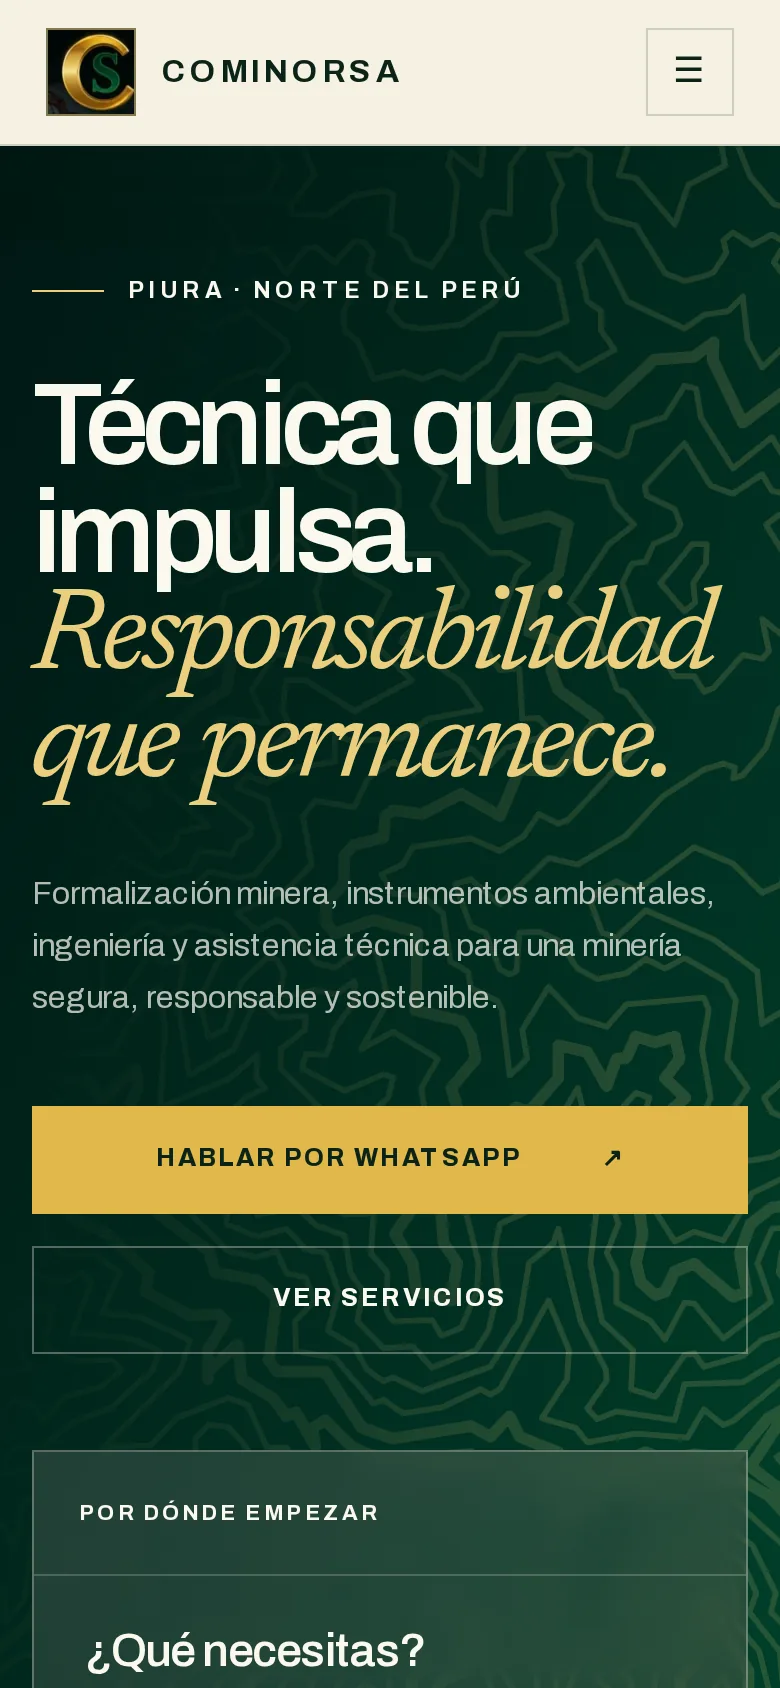 CS
COMINORSA
PIURA · NORTE DEL PERÚ
Técnica que
impulsa.
Responsabilidad
que permanece.
Formalización minera, instrumentos ambientales,
ingeniería y asistencia técnica para una minería
segura, responsable y sostenible.
HABLAR POR WHATSAPP ↗
VER SERVICIOS
POR DÓNDE EMPEZAR
¿Qué necesitas?